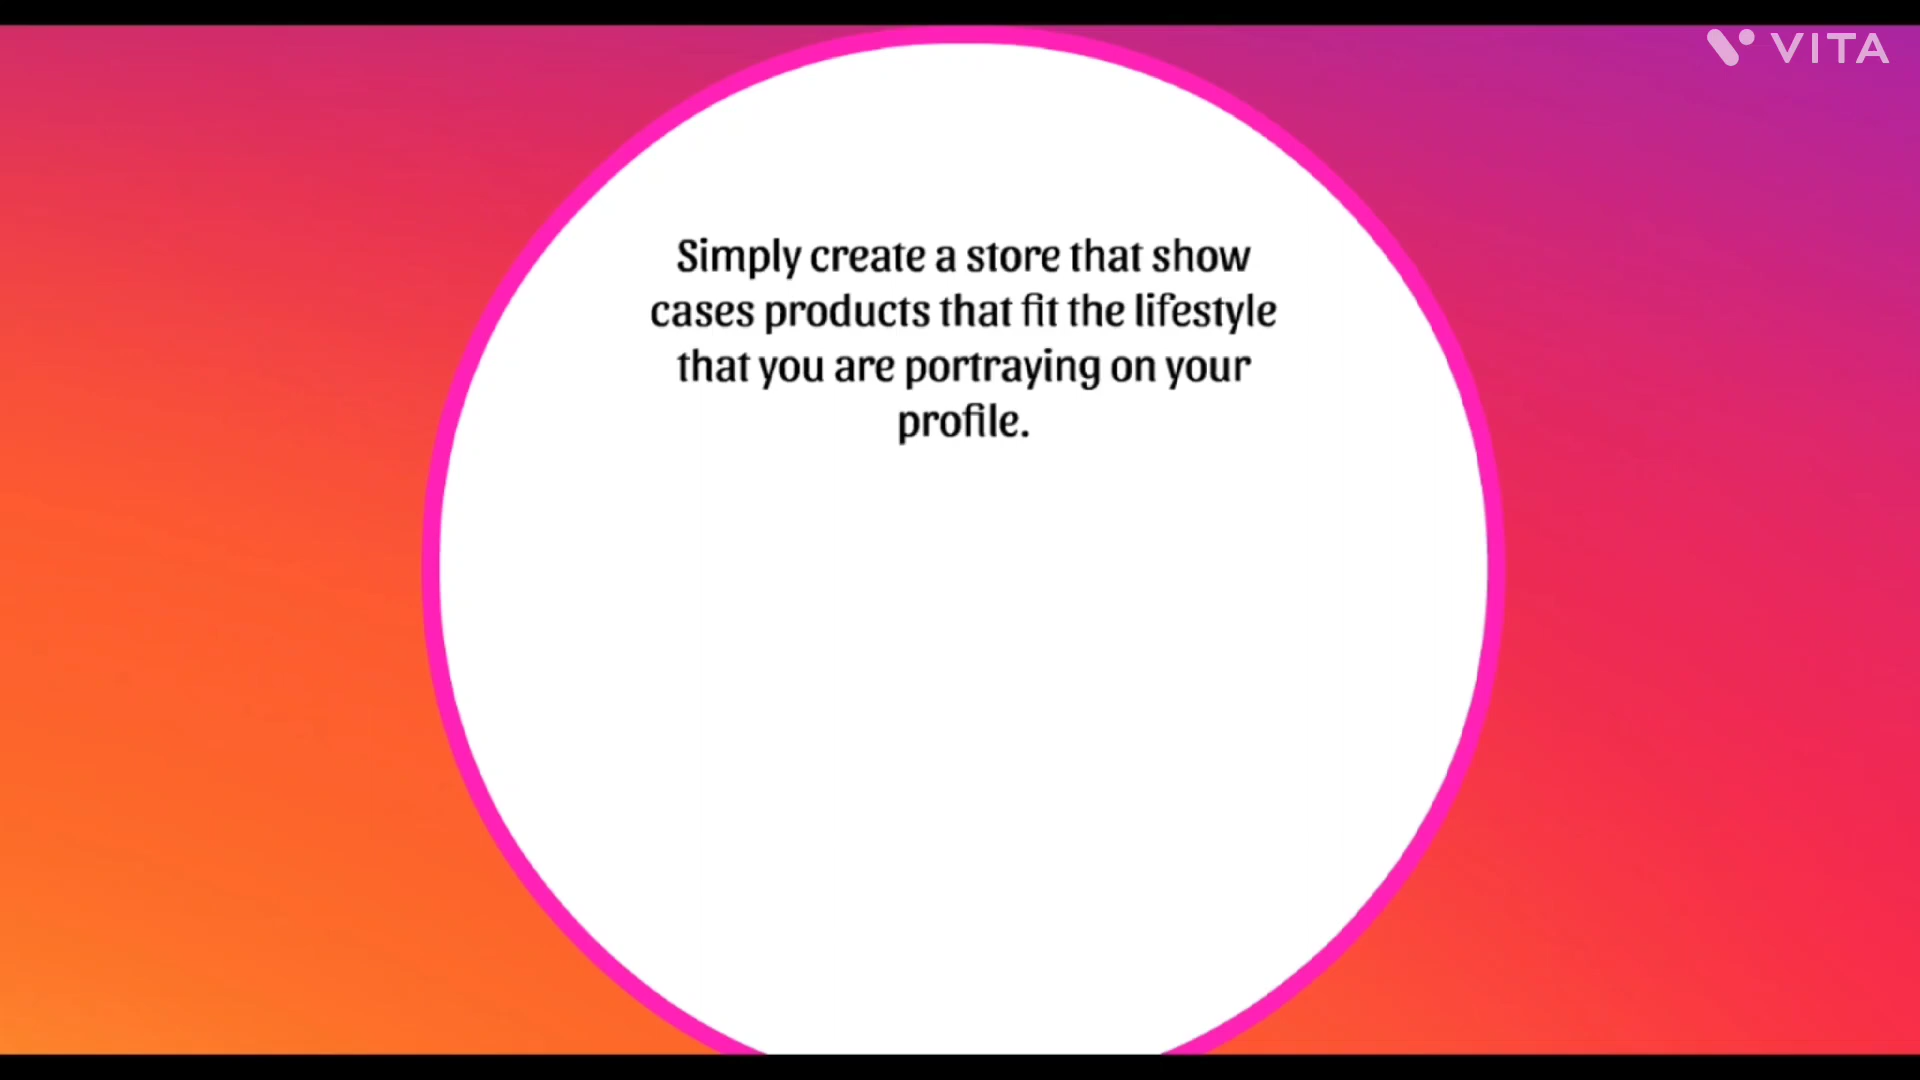 VITA
Simply create a store that show
cases products that fit the lifestyle
that you are portraying on your
profile.